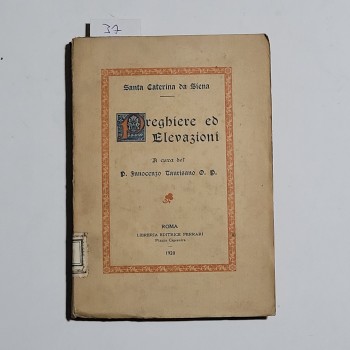 37
Santa Caterina da Siena
Preghiere ed
Elevazioni
A cura del
P. Innocenzo Taurisano O. P.
ROMA
LIBRERIA EDITRICE FERRARI
1920